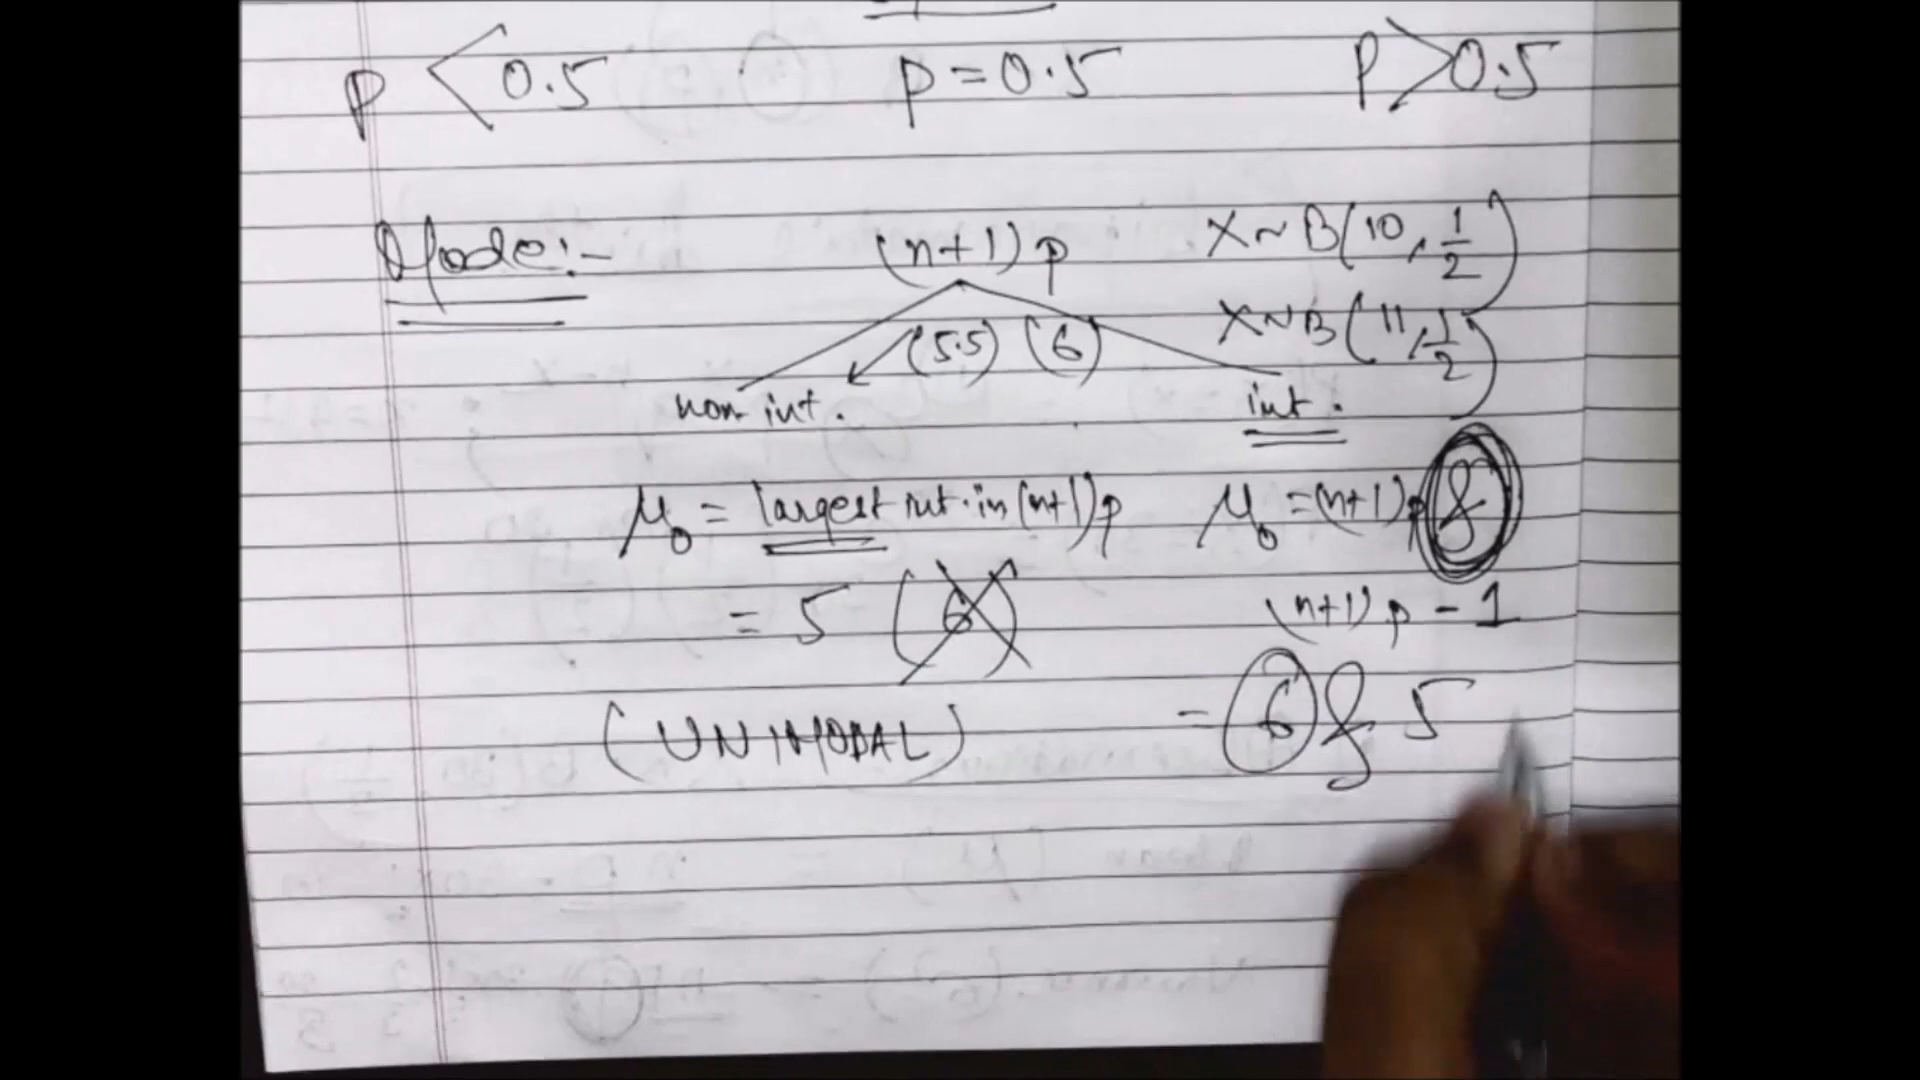 p < 0.5 p = 0.5 p > 0.5
Mode:- (n+1)p X~B(10, 1/2)
(5.5) (6) X~B(11, 1/2)
non int. int.
μ₀ = largest int. in (n+1)p μ₀ = (n+1)p &
= 5 (6) (n+1)p - 1
(UNIMODAL) = 6 & 5